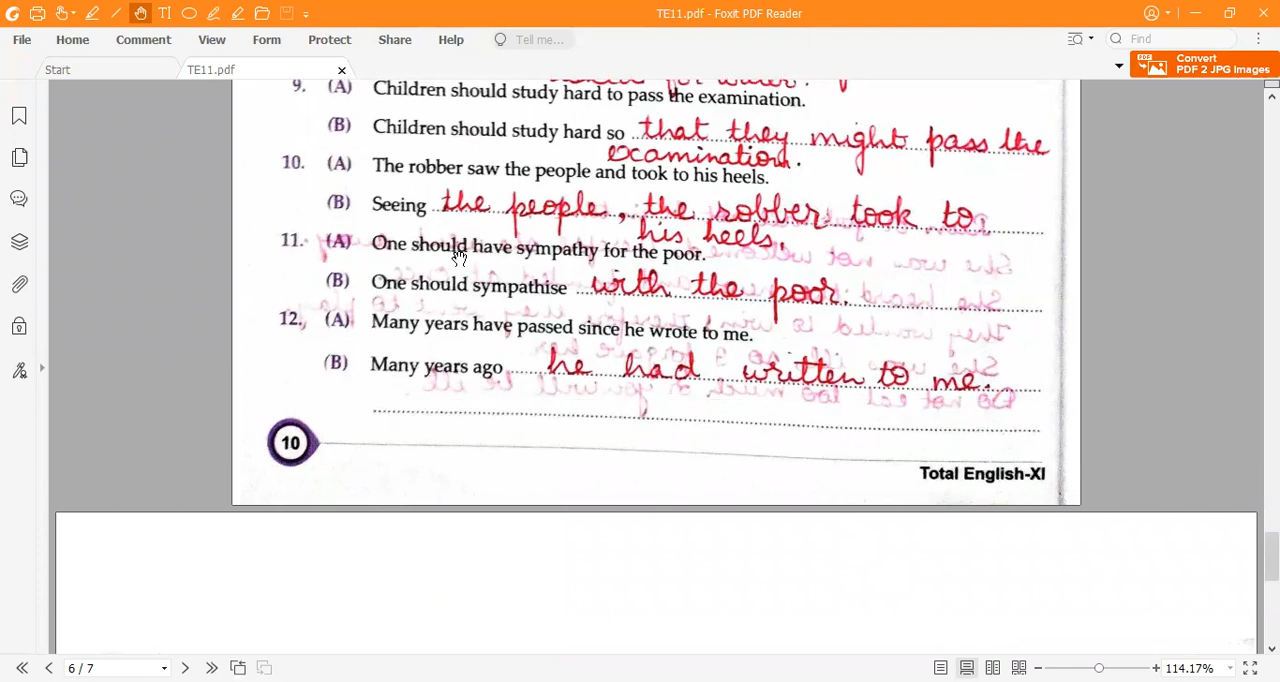 TE11.pdf - Foxit PDF Reader
File Home Comment View Form Protect Share Help Tell me... Find
Start TE11.pdf
Convert
PDF 2 JPG Images
9. (A) Children should study hard to pass the examination.
(B) Children should study hard so that they might pass the
examination.
10. (A) The robber saw the people and took to his heels.
(B) Seeing the people, the robber took to
his heels.
11. (A) One should have sympathy for the poor.
(B) One should sympathise with the poor.
12. (A) Many years have passed since he wrote to me.
(B) Many years ago he had written to me.
10
Total English-XI
6 / 7
114.17%